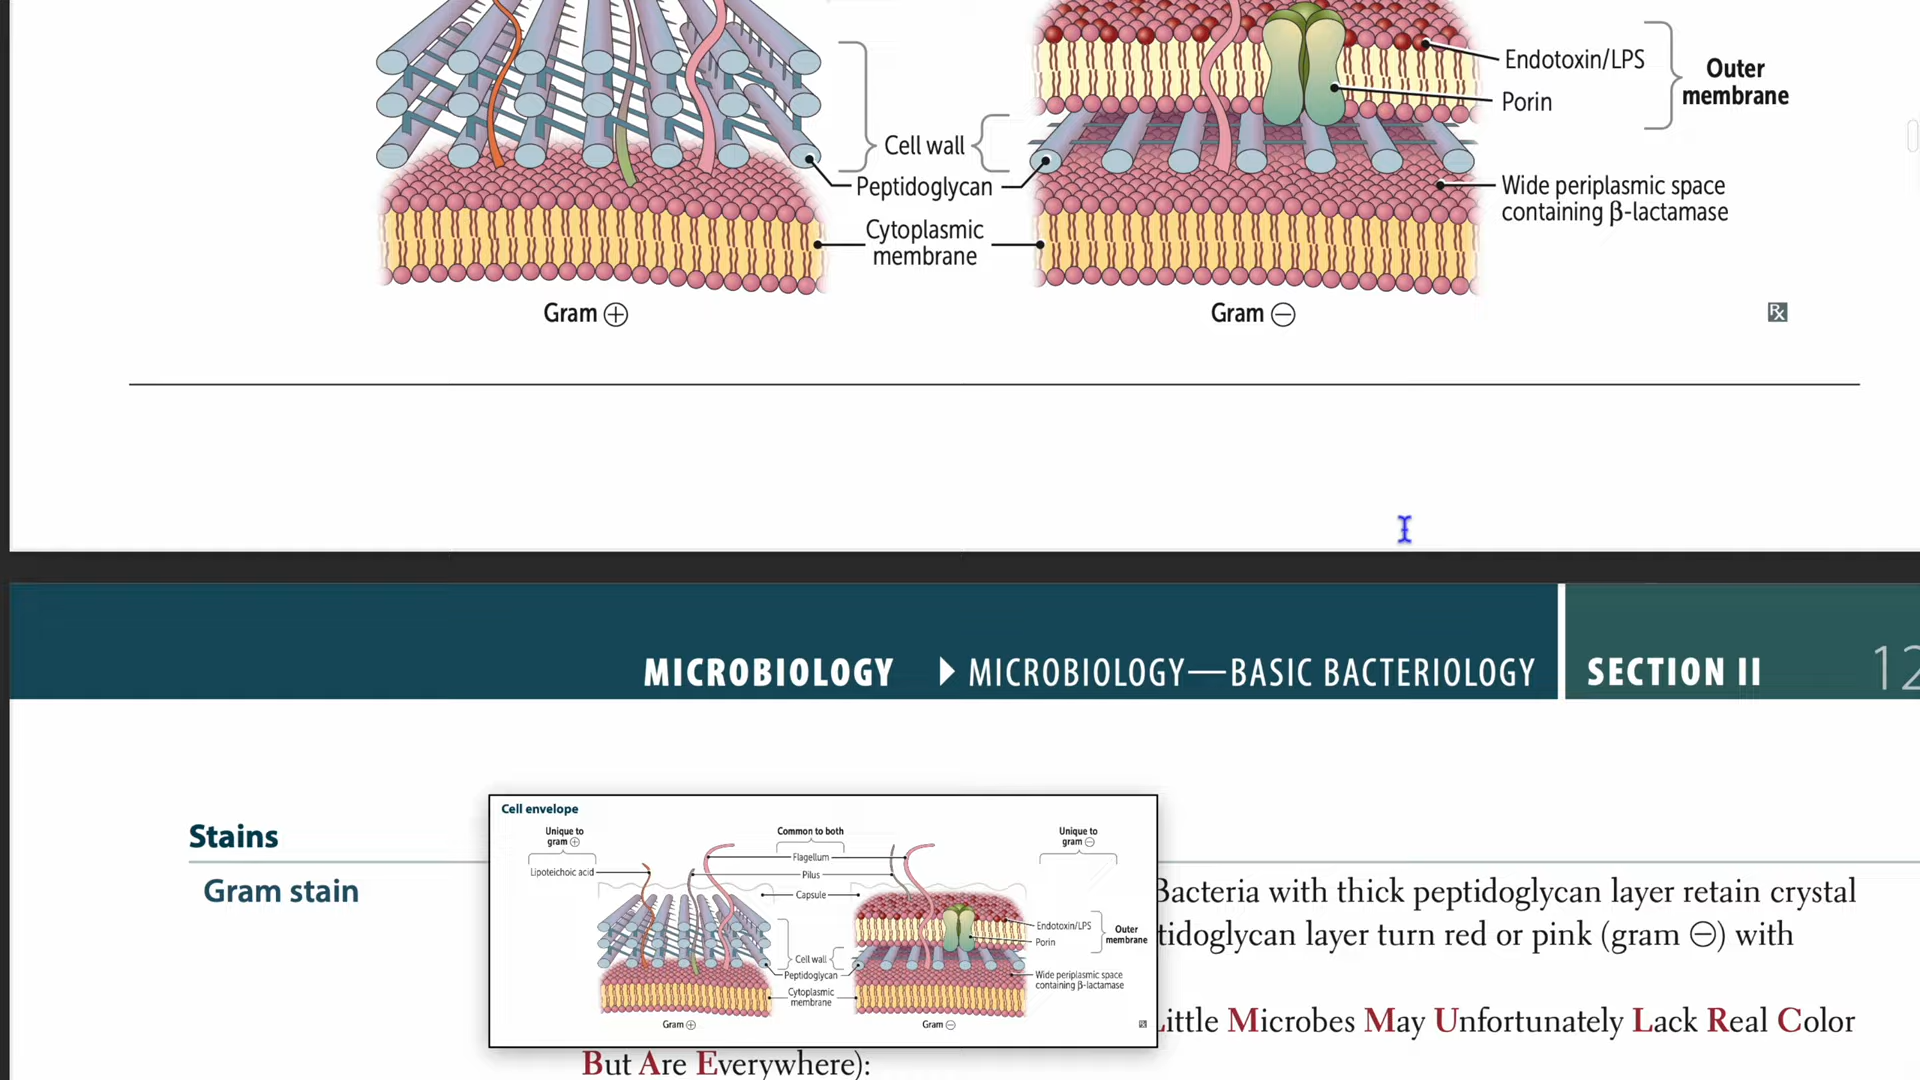 Endotoxin/LPS
Porin
Outer
membrane
Cell wall
Peptidoglycan
Wide periplasmic space
containing β-lactamase
Cytoplasmic
membrane
Gram ⊕
Gram ⊖
Rx
MICROBIOLOGY ▶ MICROBIOLOGY—BASIC BACTERIOLOGY
SECTION II
12
Stains
Gram stain
Cell envelope
Unique to
gram ⊕
Common to both
Unique to
gram ⊖
Flagellum
Lipoteichoic acid
Pilus
Capsule
Endotoxin/LPS
Porin
Outer
membrane
Cell wall
Peptidoglycan
Wide periplasmic space
containing β-lactamase
Cytoplasmic
membrane
Gram ⊕
Gram ⊖
Bacteria with thick peptidoglycan layer retain crystal
tidoglycan layer turn red or pink (gram ⊖) with
Little Microbes May Unfortunately Lack Real Color
But Are Everywhere):